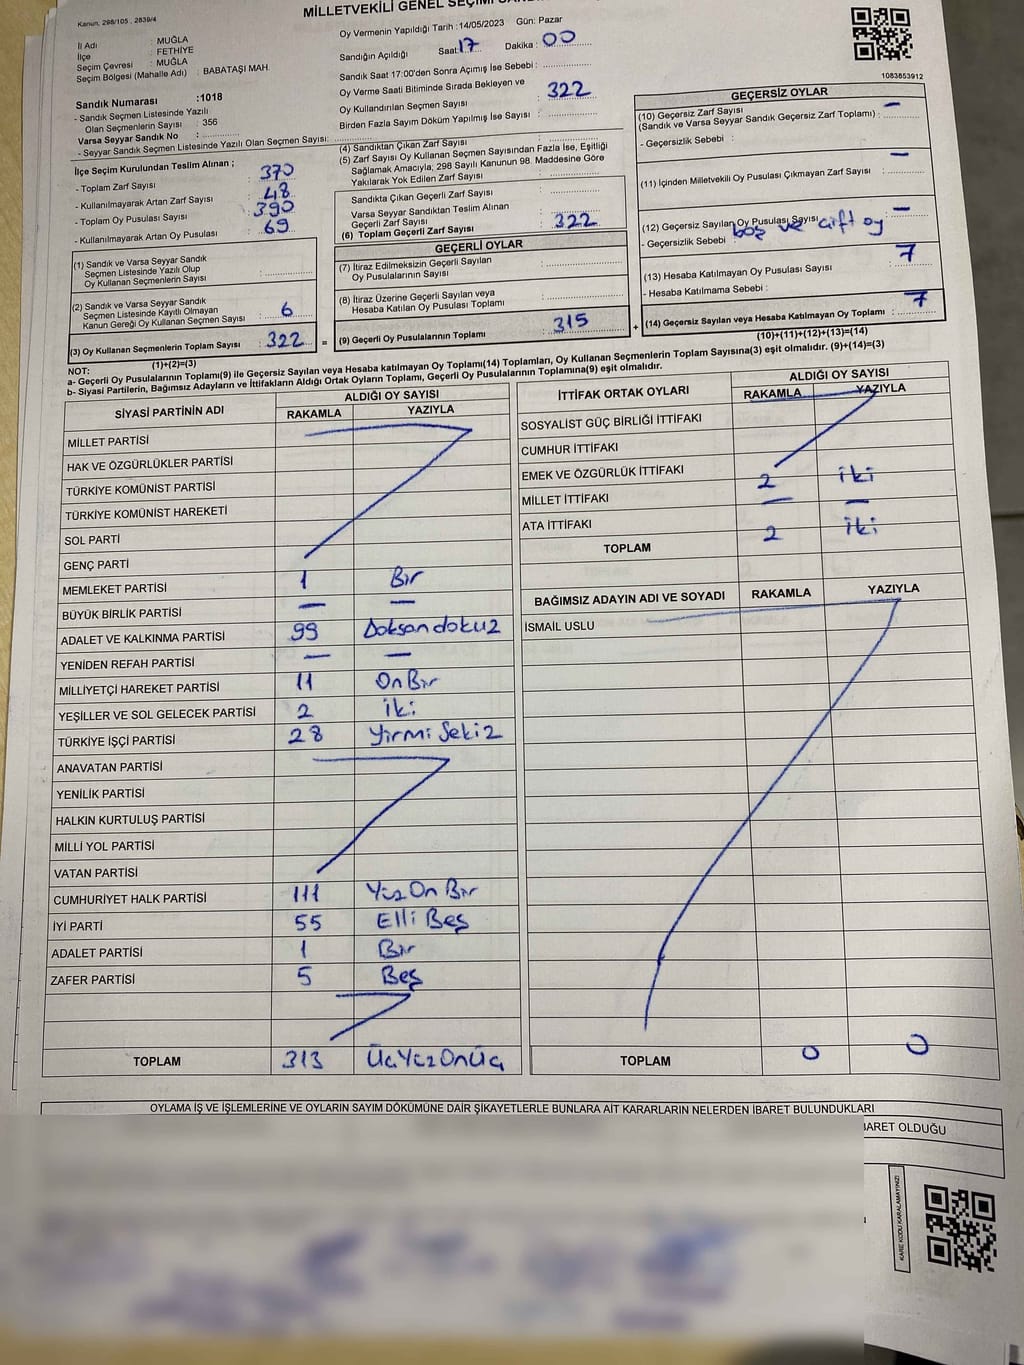 Kanun, 298/105 , 2839/4
MİLLETVEKİLİ GENEL SEÇİMİ
İl Adı : MUĞLA
İlçe : FETHİYE
Seçim Çevresi : MUĞLA
Seçim Bölgesi (Mahalle Adı) : BABATAŞI MAH.
Sandık Numarası :1018
- Sandık Seçmen Listesinde Yazılı
Olan Seçmenlerin Sayısı : 356
Varsa Seyyar Sandık No :
- Seyyar Sandık Seçmen Listesinde Yazılı Olan Seçmen Sayısı:
Oy Vermenin Yapıldığı Tarih :14/05/2023 Gün: Pazar
Sandığın Açıldığı Saat: 17 Dakika : 00
Sandık Saat 17:00'den Sonra Açımış İse Sebebi :
Oy Verme Saati Bitiminde Sırada Bekleyen ve
Oy Kullandırılan Seçmen Sayısı : 322
Birden Fazla Sayım Döküm Yapılmış İse Sayısı :
1083853912
İlçe Seçim Kurulundan Teslim Alınan ;
- Toplam Zarf Sayısı : 370
- Kullanılmayarak Artan Zarf Sayısı : 48
- Toplam Oy Pusulası Sayısı : 390
- Kullanılmayarak Artan Oy Pusulası : 69
(1) Sandık ve Varsa Seyyar Sandık
Seçmen Listesinde Yazılı Olup
Oy Kullanan Seçmenlerin Sayısı :
(2) Sandık ve Varsa Seyyar Sandık
Seçmen Listesinde Kayıtlı Olmayan
Kanun Gereği Oy Kullanan Seçmen Sayısı : 6
(3) Oy Kullanan Seçmenlerin Toplam Sayısı : 322 =
(1)+(2)=(3)
(4) Sandıktan Çıkan Zarf Sayısı
(5) Zarf Sayısı Oy Kullanan Seçmen Sayısından Fazla İse, Eşitliği
Sağlamak Amacıyla; 298 Sayılı Kanunun 98. Maddesine Göre
Yakılarak Yok Edilen Zarf Sayısı :
Sandıkta Çıkan Geçerli Zarf Sayısı :
Varsa Seyyar Sandıktan Teslim Alınan
Geçerli Zarf Sayısı :
(6) Toplam Geçerli Zarf Sayısı : 322
GEÇERLİ OYLAR
(7) İtiraz Edilmeksizin Geçerli Sayılan
Oy Pusulalarının Sayısı :
(8) İtiraz Üzerine Geçerli Sayılan veya
Hesaba Katılan Oy Pusulası Toplamı :
(9) Geçerli Oy Pusulalarının Toplamı : 315 +
GEÇERSİZ OYLAR
(10) Geçersiz Zarf Sayısı —
(Sandık ve Varsa Seyyar Sandık Geçersiz Zarf Toplamı) :
- Geçersizlik Sebebi :
(11) İçinden Milletvekili Oy Pusulası Çıkmayan Zarf Sayısı : —
(12) Geçersiz Sayılan Oy Pusulası Sayısı : —
- Geçersizlik Sebebi boş ve çift oy
(13) Hesaba Katılmayan Oy Pusulası Sayısı : 7
- Hesaba Katılmama Sebebi :
(14) Geçersiz Sayılan veya Hesaba Katılmayan Oy Toplamı : 7
(10)+(11)+(12)+(13)=(14)
NOT:
a- Geçerli Oy Pusulalarının Toplamı(9) ile Geçersiz Sayılan veya Hesaba katılmayan Oy Toplamı(14) Toplamları, Oy Kullanan Seçmenlerin Toplam Sayısına(3) eşit olmalıdır. (9)+(14)=(3)
b- Siyasi Partilerin, Bağımsız Adayların ve İttifakların Aldığı Ortak Oyların Toplamı, Geçerli Oy Pusulalarının Toplamına(9) eşit olmalıdır.
SİYASİ PARTİNİN ADI ALDIĞI OY SAYISI
RAKAMLA YAZIYLA
MİLLET PARTİSİ
HAK VE ÖZGÜRLÜKLER PARTİSİ
TÜRKİYE KOMÜNİST PARTİSİ
TÜRKİYE KOMÜNİST HAREKETİ
SOL PARTİ
GENÇ PARTİ
MEMLEKET PARTİSİ 1 Bir
BÜYÜK BİRLİK PARTİSİ — —
ADALET VE KALKINMA PARTİSİ 99 Doksandokuz
YENİDEN REFAH PARTİSİ — —
MİLLİYETÇİ HAREKET PARTİSİ 11 OnBir
YEŞİLLER VE SOL GELECEK PARTİSİ 2 iki
TÜRKİYE İŞÇİ PARTİSİ 28 Yirmi Sekiz
ANAVATAN PARTİSİ
YENİLİK PARTİSİ
HALKIN KURTULUŞ PARTİSİ
MİLLİ YOL PARTİSİ
VATAN PARTİSİ
CUMHURİYET HALK PARTİSİ 111 YüzOn Bir
İYİ PARTİ 55 Elli Beş
ADALET PARTİSİ 1 Bir
ZAFER PARTİSİ 5 Beş
TOPLAM 313 ÜçYüzOnÜç
İTTİFAK ORTAK OYLARI ALDIĞI OY SAYISI
RAKAMLA YAZIYLA
SOSYALİST GÜÇ BİRLİĞİ İTTİFAKI
CUMHUR İTTİFAKI
EMEK VE ÖZGÜRLÜK İTTİFAKI
MİLLET İTTİFAKI 2 iki
ATA İTTİFAKI — —
TOPLAM 2 iki
BAĞIMSIZ ADAYIN ADI VE SOYADI RAKAMLA YAZIYLA
İSMAİL USLU
TOPLAM 0 0
OYLAMA İŞ VE İŞLEMLERİNE VE OYLARIN SAYIM DÖKÜMÜNE DAİR ŞİKAYETLERLE BUNLARA AİT KARARLARIN NELERDEN İBARET BULUNDUKLARI
BARET OLDUĞU
KARE KODU KARALAMAYINIZ!